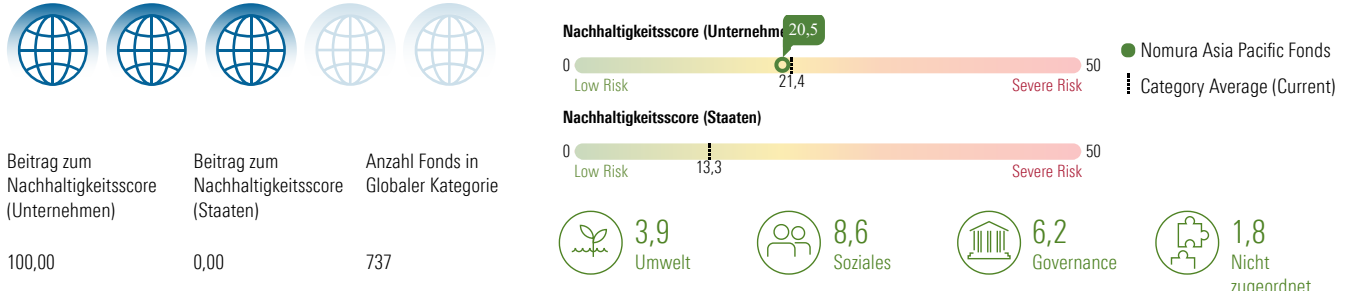 Beitrag zum
Nachhaltigkeitsscore
(Unternehmen)
100,00
Beitrag zum
Nachhaltigkeitsscore
(Staaten)
0,00
Anzahl Fonds in
Globaler Kategorie
737
Nachhaltigkeitsscore (Unternehme
20,5
0
50
Low Risk
21,4
Severe Risk
Nachhaltigkeitsscore (Staaten)
0
50
Low Risk
13,3
Severe Risk
Nomura Asia Pacific Fonds
Category Average (Current)
3,9
Umwelt
8,6
Soziales
6,2
Governance
1,8
Nicht
zugeordnet